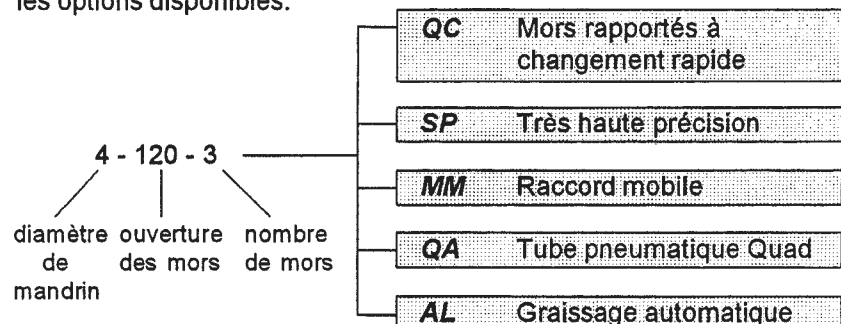 les options disponibles.
QC Mors rapportés à
changement rapide
SP Très haute précision
4 - 120 - 3
MM Raccord mobile
diamètre ouverture nombre
de des mors de mors
mandrin
QA Tube pneumatique Quad
AL Graissage automatique